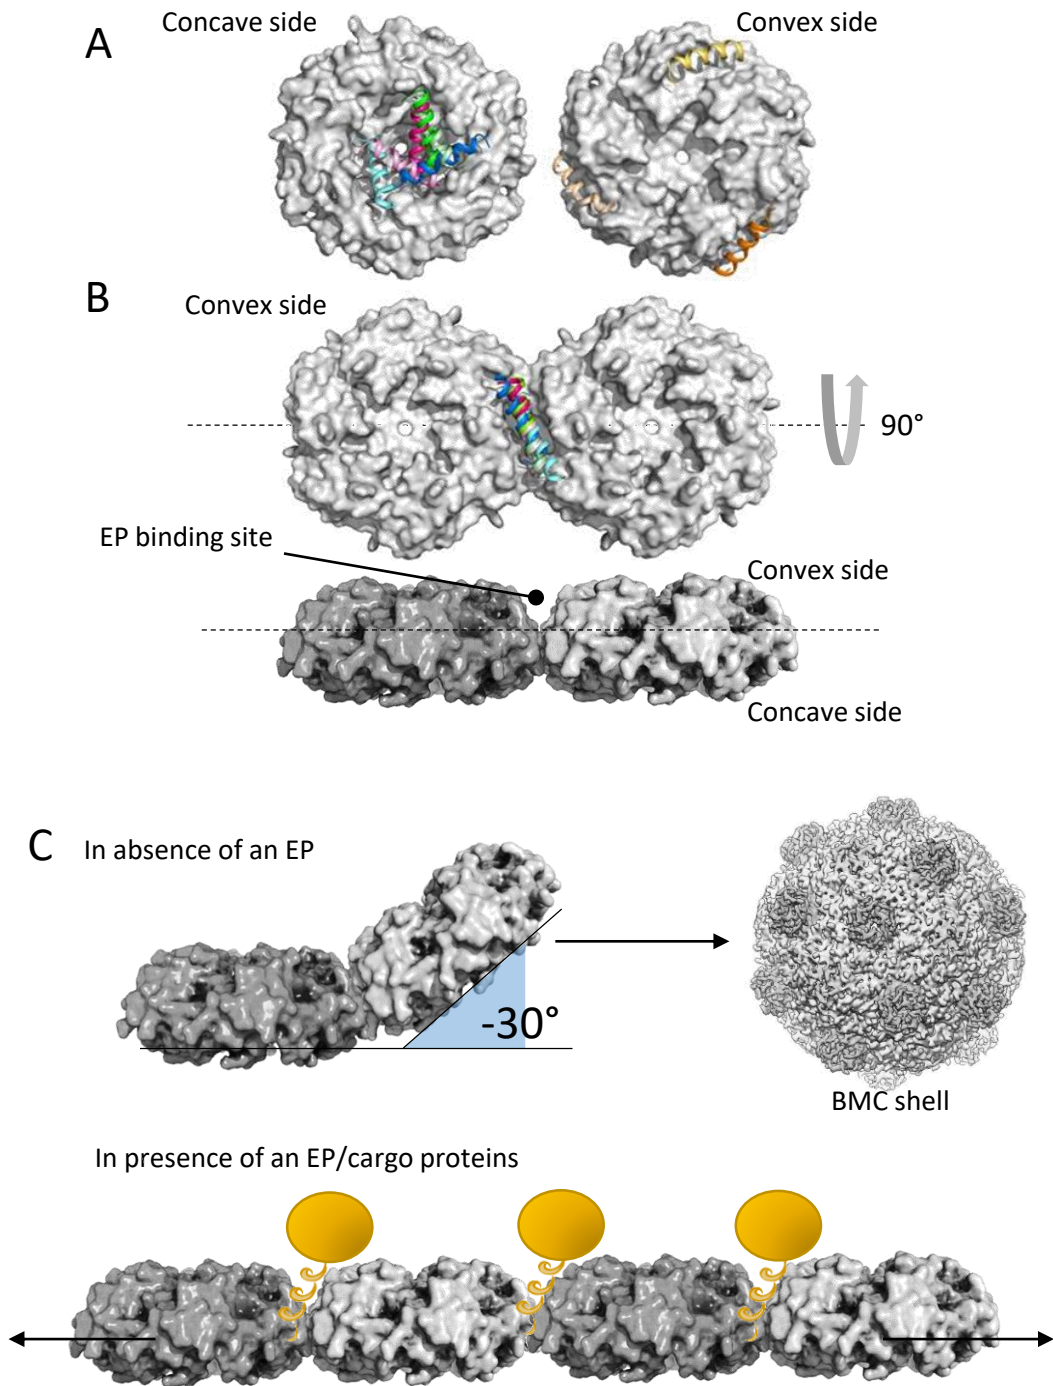 A
Concave side
Convex side
B
Convex side
90°
EP binding site
Convex side
Concave side
C
In absence of an EP
-30°
BMC shell
In presence of an EP/cargo proteins